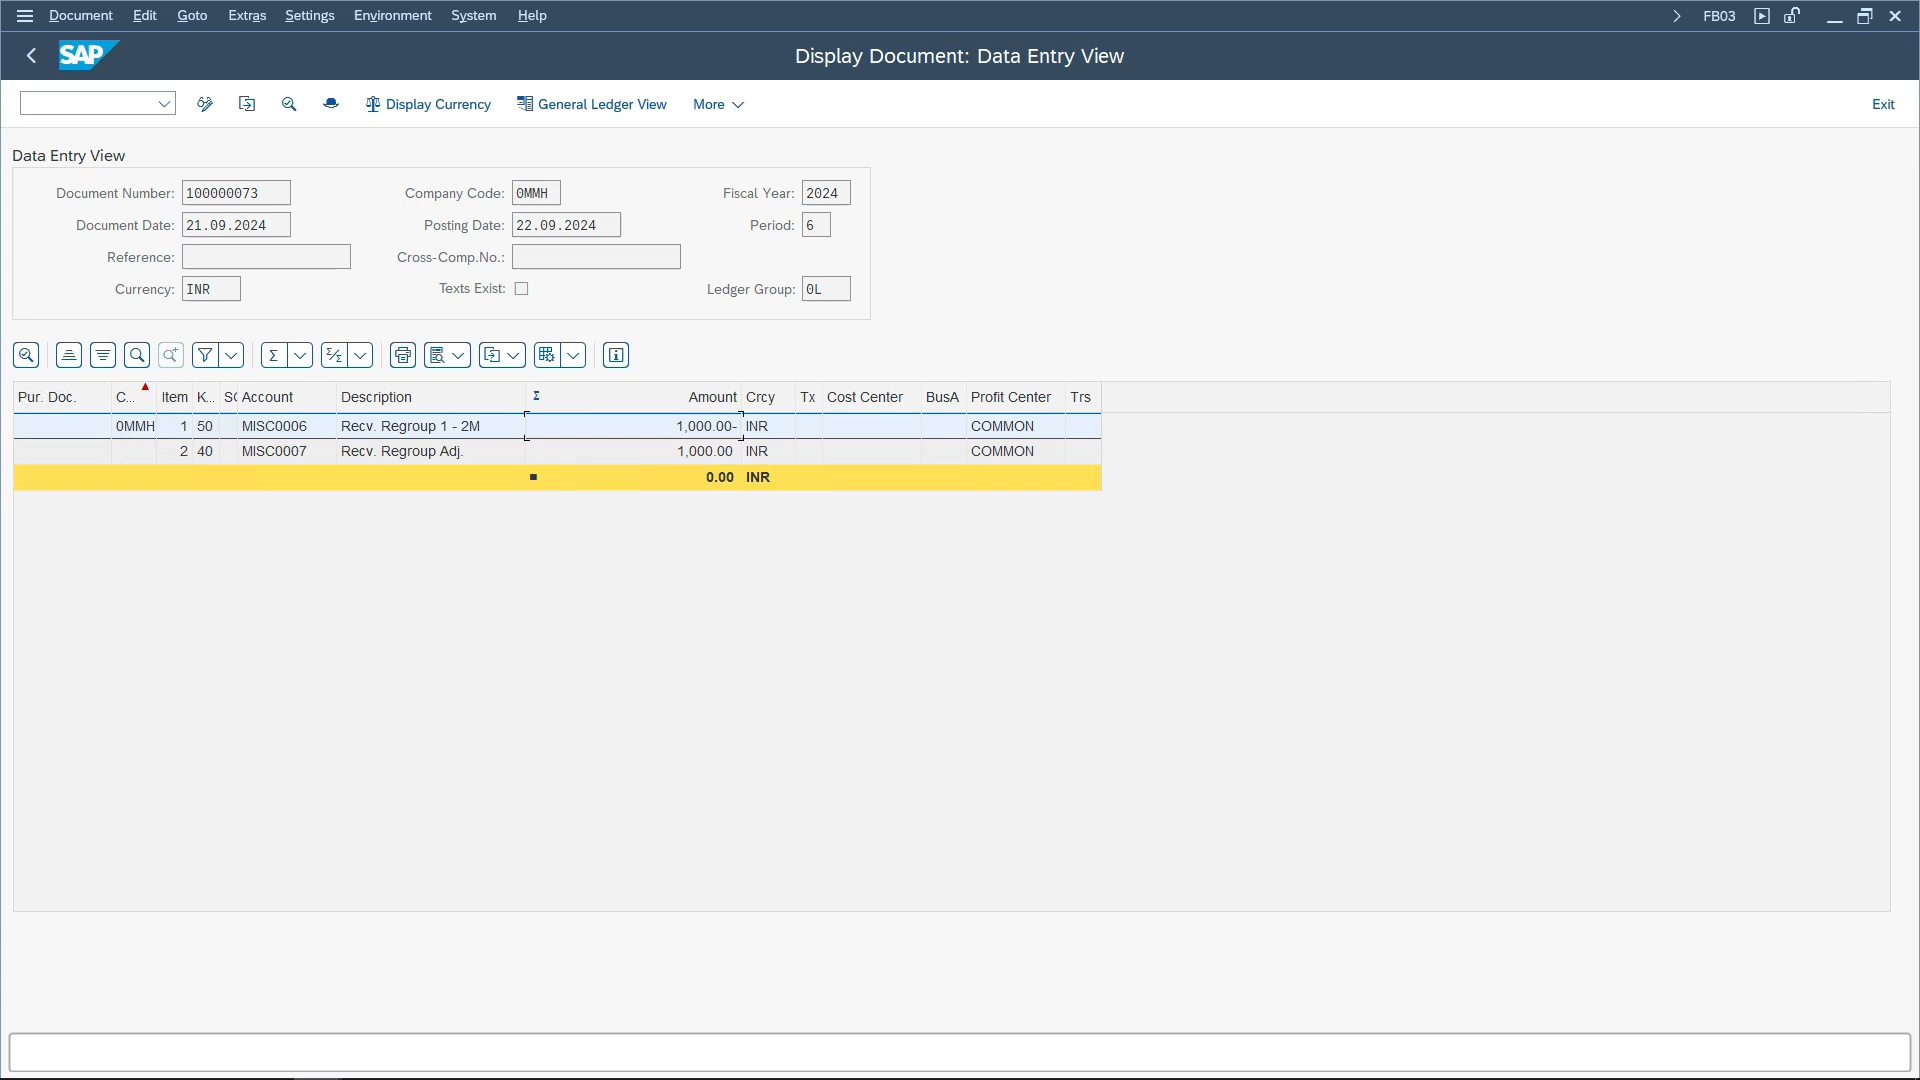 Document Edit Goto Extras Settings Environment System Help FB03
SAP Display Document: Data Entry View
Display Currency General Ledger View More Exit
Data Entry View
Document Number: 100000073 Company Code: 0MMH Fiscal Year: 2024
Document Date: 21.09.2024 Posting Date: 22.09.2024 Period: 6
Reference: Cross-Comp.No.:
Currency: INR Texts Exist: Ledger Group: 0L
Pur. Doc. C... Item K... SG Account Description Σ Amount Crcy Tx Cost Center BusA Profit Center Trs
0MMH 1 50 MISC0006 Recv. Regroup 1 - 2M 1,000.00- INR COMMON
2 40 MISC0007 Recv. Regroup Adj. 1,000.00 INR COMMON
0.00 INR